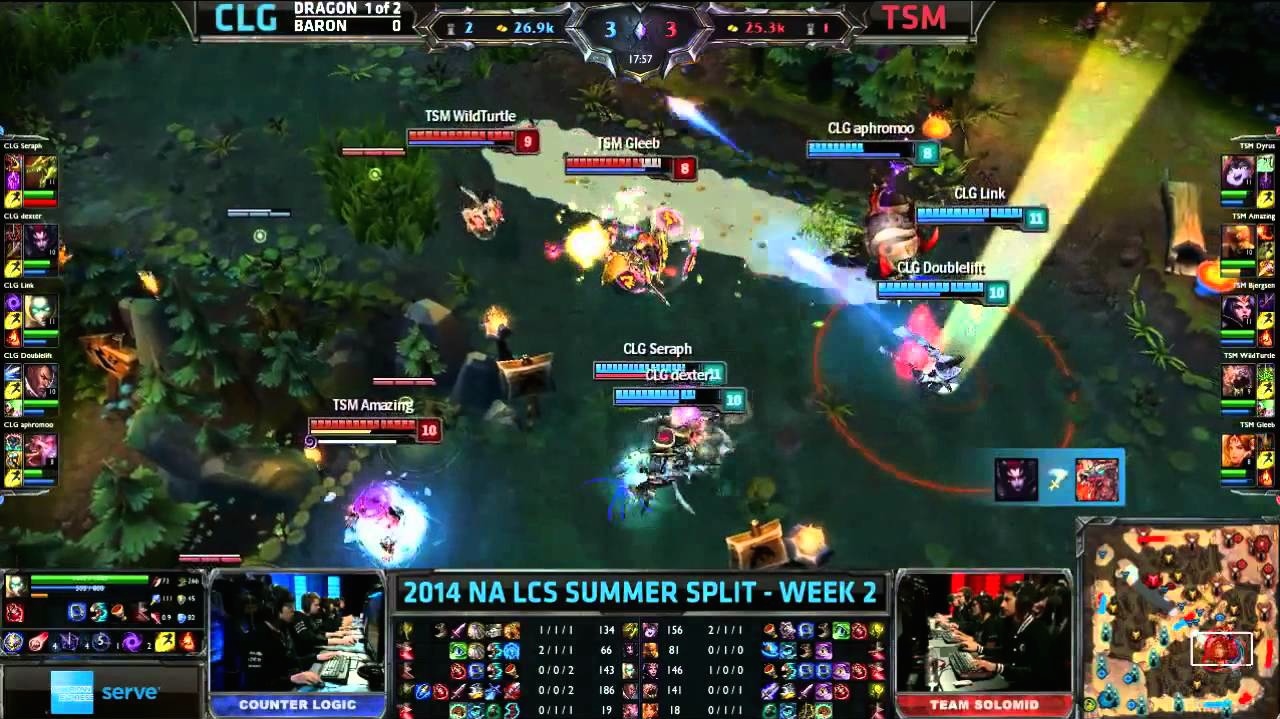 CLG
DRAGON 1 of 2
BARON 0
2 26.9k 3 3 25.3k 1
17:57
TSM
TSM WildTurtle
9
TSM Gleeb
8
CLG aphromoo
8
CLG Link
11
CLG Doublelift
10
CLG Seraph
11
CLG dexter
10
TSM Amazing
10
CLG Seraph
CLG dexter
CLG Link
CLG Doublelift
CLG aphromoo
TSM Dyrus
TSM Amazing
TSM Bjergsen
TSM WildTurtle
TSM Gleeb
2014 NA LCS SUMMER SPLIT - WEEK 2
1/1/1 134 156 2/1/1
2/1/1 66 81 0/1/0
0/0/2 143 146 1/0/0
0/0/2 186 141 0/0/1
0/1/1 19 18 0/1/1
serve
COUNTER LOGIC
TEAM SOLOMID